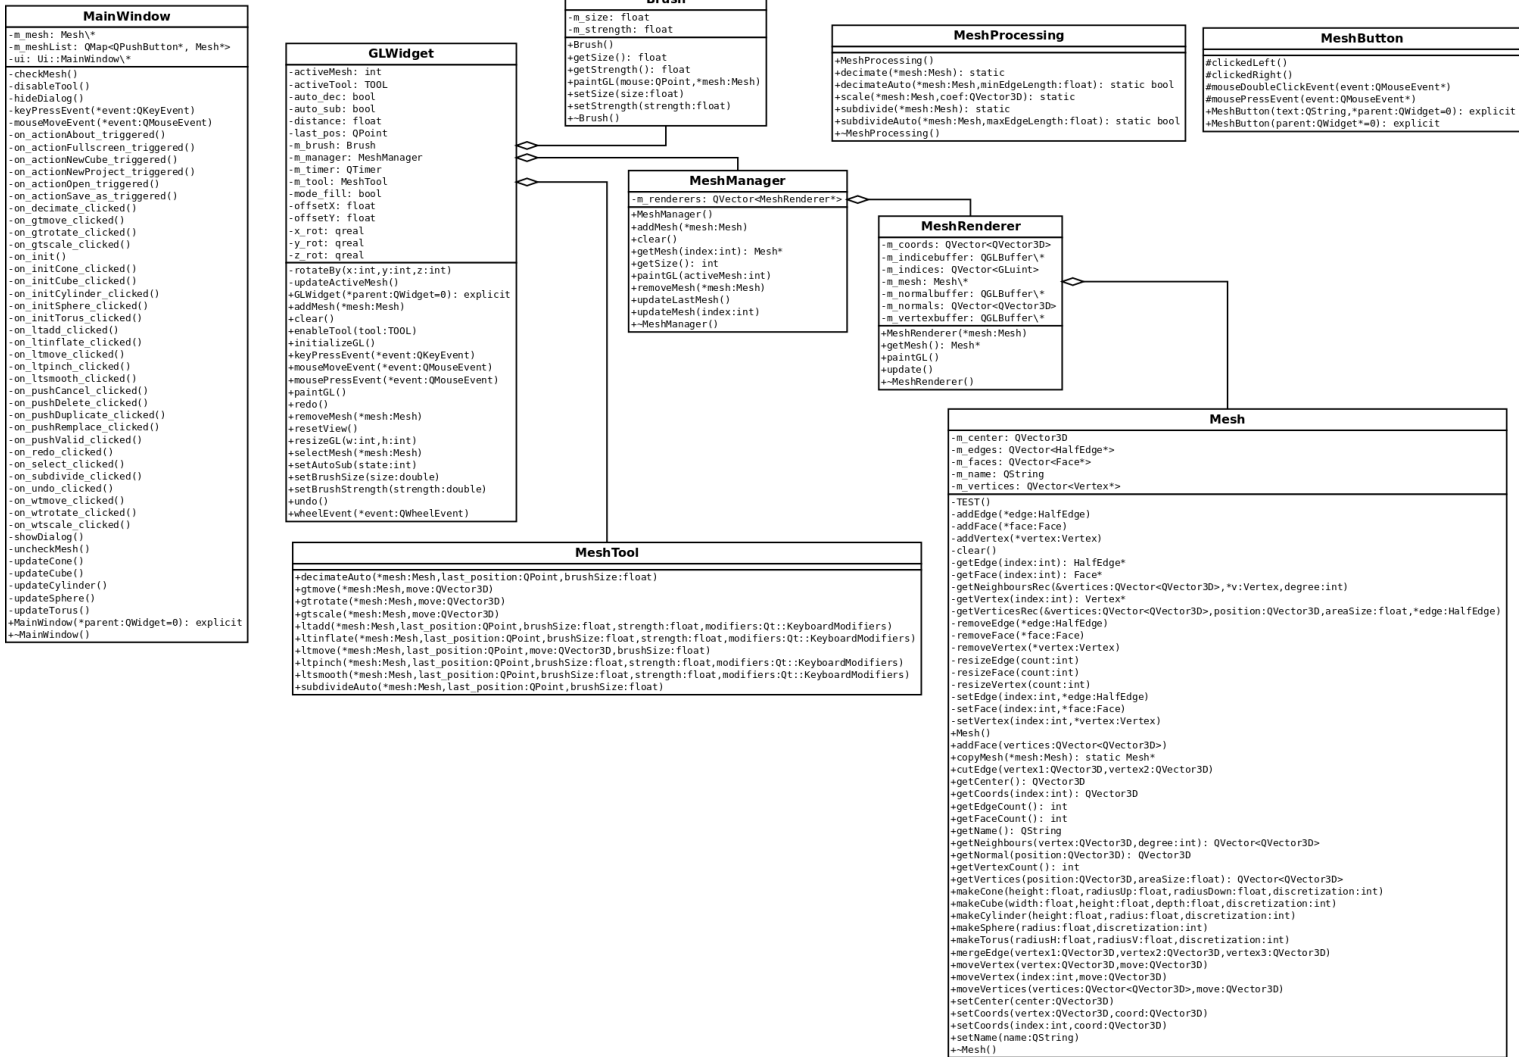 MainWindow
-m_mesh: Mesh\*
-m_meshList: QMap<QPushButton*, Mesh*>
-ui: Ui::MainWindow\*
-checkMesh()
-disableTool()
-hideDialog()
-keyPressEvent(*event:QKeyEvent)
-mouseMoveEvent(*event:QMouseEvent)
-on_actionAbout_triggered()
-on_actionFullscreen_triggered()
-on_actionNewCube_triggered()
-on_actionNewProject_triggered()
-on_actionOpen_triggered()
-on_actionSave_as_triggered()
-on_decimate_clicked()
-on_gtmove_clicked()
-on_gtrotate_clicked()
-on_gtscale_clicked()
-on_init()
-on_initCone_clicked()
-on_initCube_clicked()
-on_initCylinder_clicked()
-on_initSphere_clicked()
-on_initTorus_clicked()
-on_ltadd_clicked()
-on_ltinflate_clicked()
-on_ltmove_clicked()
-on_ltpinch_clicked()
-on_ltsmooth_clicked()
-on_pushCancel_clicked()
-on_pushDelete_clicked()
-on_pushDuplicate_clicked()
-on_pushRemplace_clicked()
-on_pushValid_clicked()
-on_redo_clicked()
-on_select_clicked()
-on_subdivide_clicked()
-on_undo_clicked()
-on_wtmove_clicked()
-on_wtrotate_clicked()
-on_wtscale_clicked()
-showDialog()
-uncheckMesh()
-updateCone()
-updateCube()
-updateCylinder()
-updateSphere()
-updateTorus()
+MainWindow(*parent:QWidget=0): explicit
+~MainWindow()
GLWidget
-activeMesh: int
-activeTool: TOOL
-auto_dec: bool
-auto_sub: bool
-distance: float
-last_pos: QPoint
-m_brush: Brush
-m_manager: MeshManager
-m_timer: QTimer
-m_tool: MeshTool
-mode_fill: bool
-offsetX: float
-offsetY: float
-x_rot: qreal
-y_rot: qreal
-z_rot: qreal
-rotateBy(x:int,y:int,z:int)
-updateActiveMesh()
+GLWidget(*parent:QWidget=0): explicit
+addMesh(*mesh:Mesh)
+clear()
+enableTool(tool:TOOL)
+initializeGL()
+keyPressEvent(*event:QKeyEvent)
+mouseMoveEvent(*event:QMouseEvent)
+mousePressEvent(*event:QMouseEvent)
+paintGL()
+redo()
+removeMesh(*mesh:Mesh)
+resetView()
+resizeGL(w:int,h:int)
+selectMesh(*mesh:Mesh)
+setAutoSub(state:int)
+setBrushSize(size:double)
+setBrushStrength(strength:double)
+undo()
+wheelEvent(*event:QWheelEvent)
Brush
-m_size: float
-m_strength: float
+Brush()
+getSize(): float
+getStrength(): float
+paintGL(mouse:QPoint,*mesh:Mesh)
+setSize(size:float)
+setStrength(strength:float)
+~Brush()
MeshProcessing
+MeshProcessing()
+decimate(*mesh:Mesh): static
+decimateAuto(*mesh:Mesh,minEdgeLength:float): static bool
+scale(*mesh:Mesh,coef:QVector3D): static
+subdivide(*mesh:Mesh): static
+subdivideAuto(*mesh:Mesh,maxEdgeLength:float): static bool
+~MeshProcessing()
MeshButton
#clickedLeft()
#clickedRight()
#mouseDoubleClickEvent(event:QMouseEvent*)
#mousePressEvent(event:QMouseEvent*)
+MeshButton(text:QString,*parent:QWidget=0): explicit
+MeshButton(parent:QWidget*=0): explicit
MeshManager
-m_renderers: QVector<MeshRenderer*>
+MeshManager()
+addMesh(*mesh:Mesh)
+clear()
+getMesh(index:int): Mesh*
+getSize(): int
+paintGL(activeMesh:int)
+removeMesh(*mesh:Mesh)
+updateLastMesh()
+updateMesh(index:int)
+~MeshManager()
MeshRenderer
-m_coords: QVector<QVector3D>
-m_indicebuffer: QGLBuffer\*
-m_indices: QVector<GLuint>
-m_mesh: Mesh\*
-m_normalbuffer: QGLBuffer\*
-m_normals: QVector<QVector3D>
-m_vertexbuffer: QGLBuffer\*
+MeshRenderer(*mesh:Mesh)
+getMesh(): Mesh*
+paintGL()
+update()
+~MeshRenderer()
MeshTool
+decimateAuto(*mesh:Mesh,last_position:QPoint,brushSize:float)
+gtmove(*mesh:Mesh,move:QVector3D)
+gtrotate(*mesh:Mesh,move:QVector3D)
+gtscale(*mesh:Mesh,move:QVector3D)
+ltadd(*mesh:Mesh,last_position:QPoint,brushSize:float,strength:float,modifiers:Qt::KeyboardModifiers)
+ltinflate(*mesh:Mesh,last_position:QPoint,brushSize:float,strength:float,modifiers:Qt::KeyboardModifiers)
+ltmove(*mesh:Mesh,last_position:QPoint,move:QVector3D,brushSize:float)
+ltpinch(*mesh:Mesh,last_position:QPoint,brushSize:float,strength:float,modifiers:Qt::KeyboardModifiers)
+ltsmooth(*mesh:Mesh,last_position:QPoint,brushSize:float,strength:float,modifiers:Qt::KeyboardModifiers)
+subdivideAuto(*mesh:Mesh,last_position:QPoint,brushSize:float)
Mesh
-m_center: QVector3D
-m_edges: QVector<HalfEdge*>
-m_faces: QVector<Face*>
-m_name: QString
-m_vertices: QVector<Vertex*>
-TEST()
-addEdge(*edge:HalfEdge)
-addFace(*face:Face)
-addVertex(*vertex:Vertex)
-clear()
-getEdge(index:int): HalfEdge*
-getFace(index:int): Face*
-getNeighboursRec(&vertices:QVector<QVector3D>,*v:Vertex,degree:int)
-getVertex(index:int): Vertex*
-getVerticesRec(&vertices:QVector<QVector3D>,position:QVector3D,areaSize:float,*edge:HalfEdge)
-removeEdge(*edge:HalfEdge)
-removeFace(*face:Face)
-removeVertex(*vertex:Vertex)
-resizeEdge(count:int)
-resizeFace(count:int)
-resizeVertex(count:int)
-setEdge(index:int,*edge:HalfEdge)
-setFace(index:int,*face:Face)
-setVertex(index:int,*vertex:Vertex)
+Mesh()
+addFace(vertices:QVector<QVector3D>)
+copyMesh(*mesh:Mesh): static Mesh*
+cutEdge(vertex1:QVector3D,vertex2:QVector3D)
+getCenter(): QVector3D
+getCoords(index:int): QVector3D
+getEdgeCount(): int
+getFaceCount(): int
+getName(): QString
+getNeighbours(vertex:QVector3D,degree:int): QVector<QVector3D>
+getNormal(position:QVector3D): QVector3D
+getVertexCount(): int
+getVertices(position:QVector3D,areaSize:float): QVector<QVector3D>
+makeCone(height:float,radiusUp:float,radiusDown:float,discretization:int)
+makeCube(width:float,height:float,depth:float,discretization:int)
+makeCylinder(height:float,radius:float,discretization:int)
+makeSphere(radius:float,discretization:int)
+makeTorus(radiusH:float,radiusV:float,discretization:int)
+mergeEdge(vertex1:QVector3D,vertex2:QVector3D,vertex3:QVector3D)
+moveVertex(vertex:QVector3D,move:QVector3D)
+moveVertex(index:int,move:QVector3D)
+moveVertices(vertices:QVector<QVector3D>,move:QVector3D)
+setCenter(center:QVector3D)
+setCoords(vertex:QVector3D,coord:QVector3D)
+setCoords(index:int,coord:QVector3D)
+setName(name:QString)
+~Mesh()